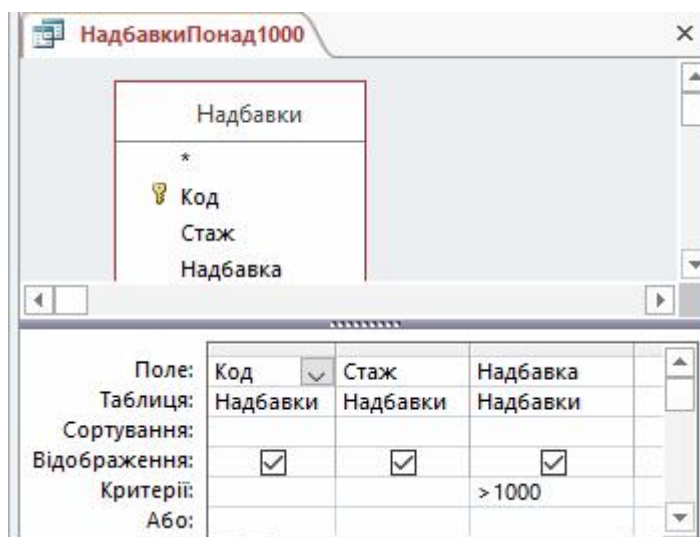 НадбавкиПонад1000
Надбавки
*
Код
Стаж
Надбавка
Поле: Код Стаж Надбавка
Таблиця: Надбавки Надбавки Надбавки
Сортування:
Відображення:
Критерії: >1000
Або: